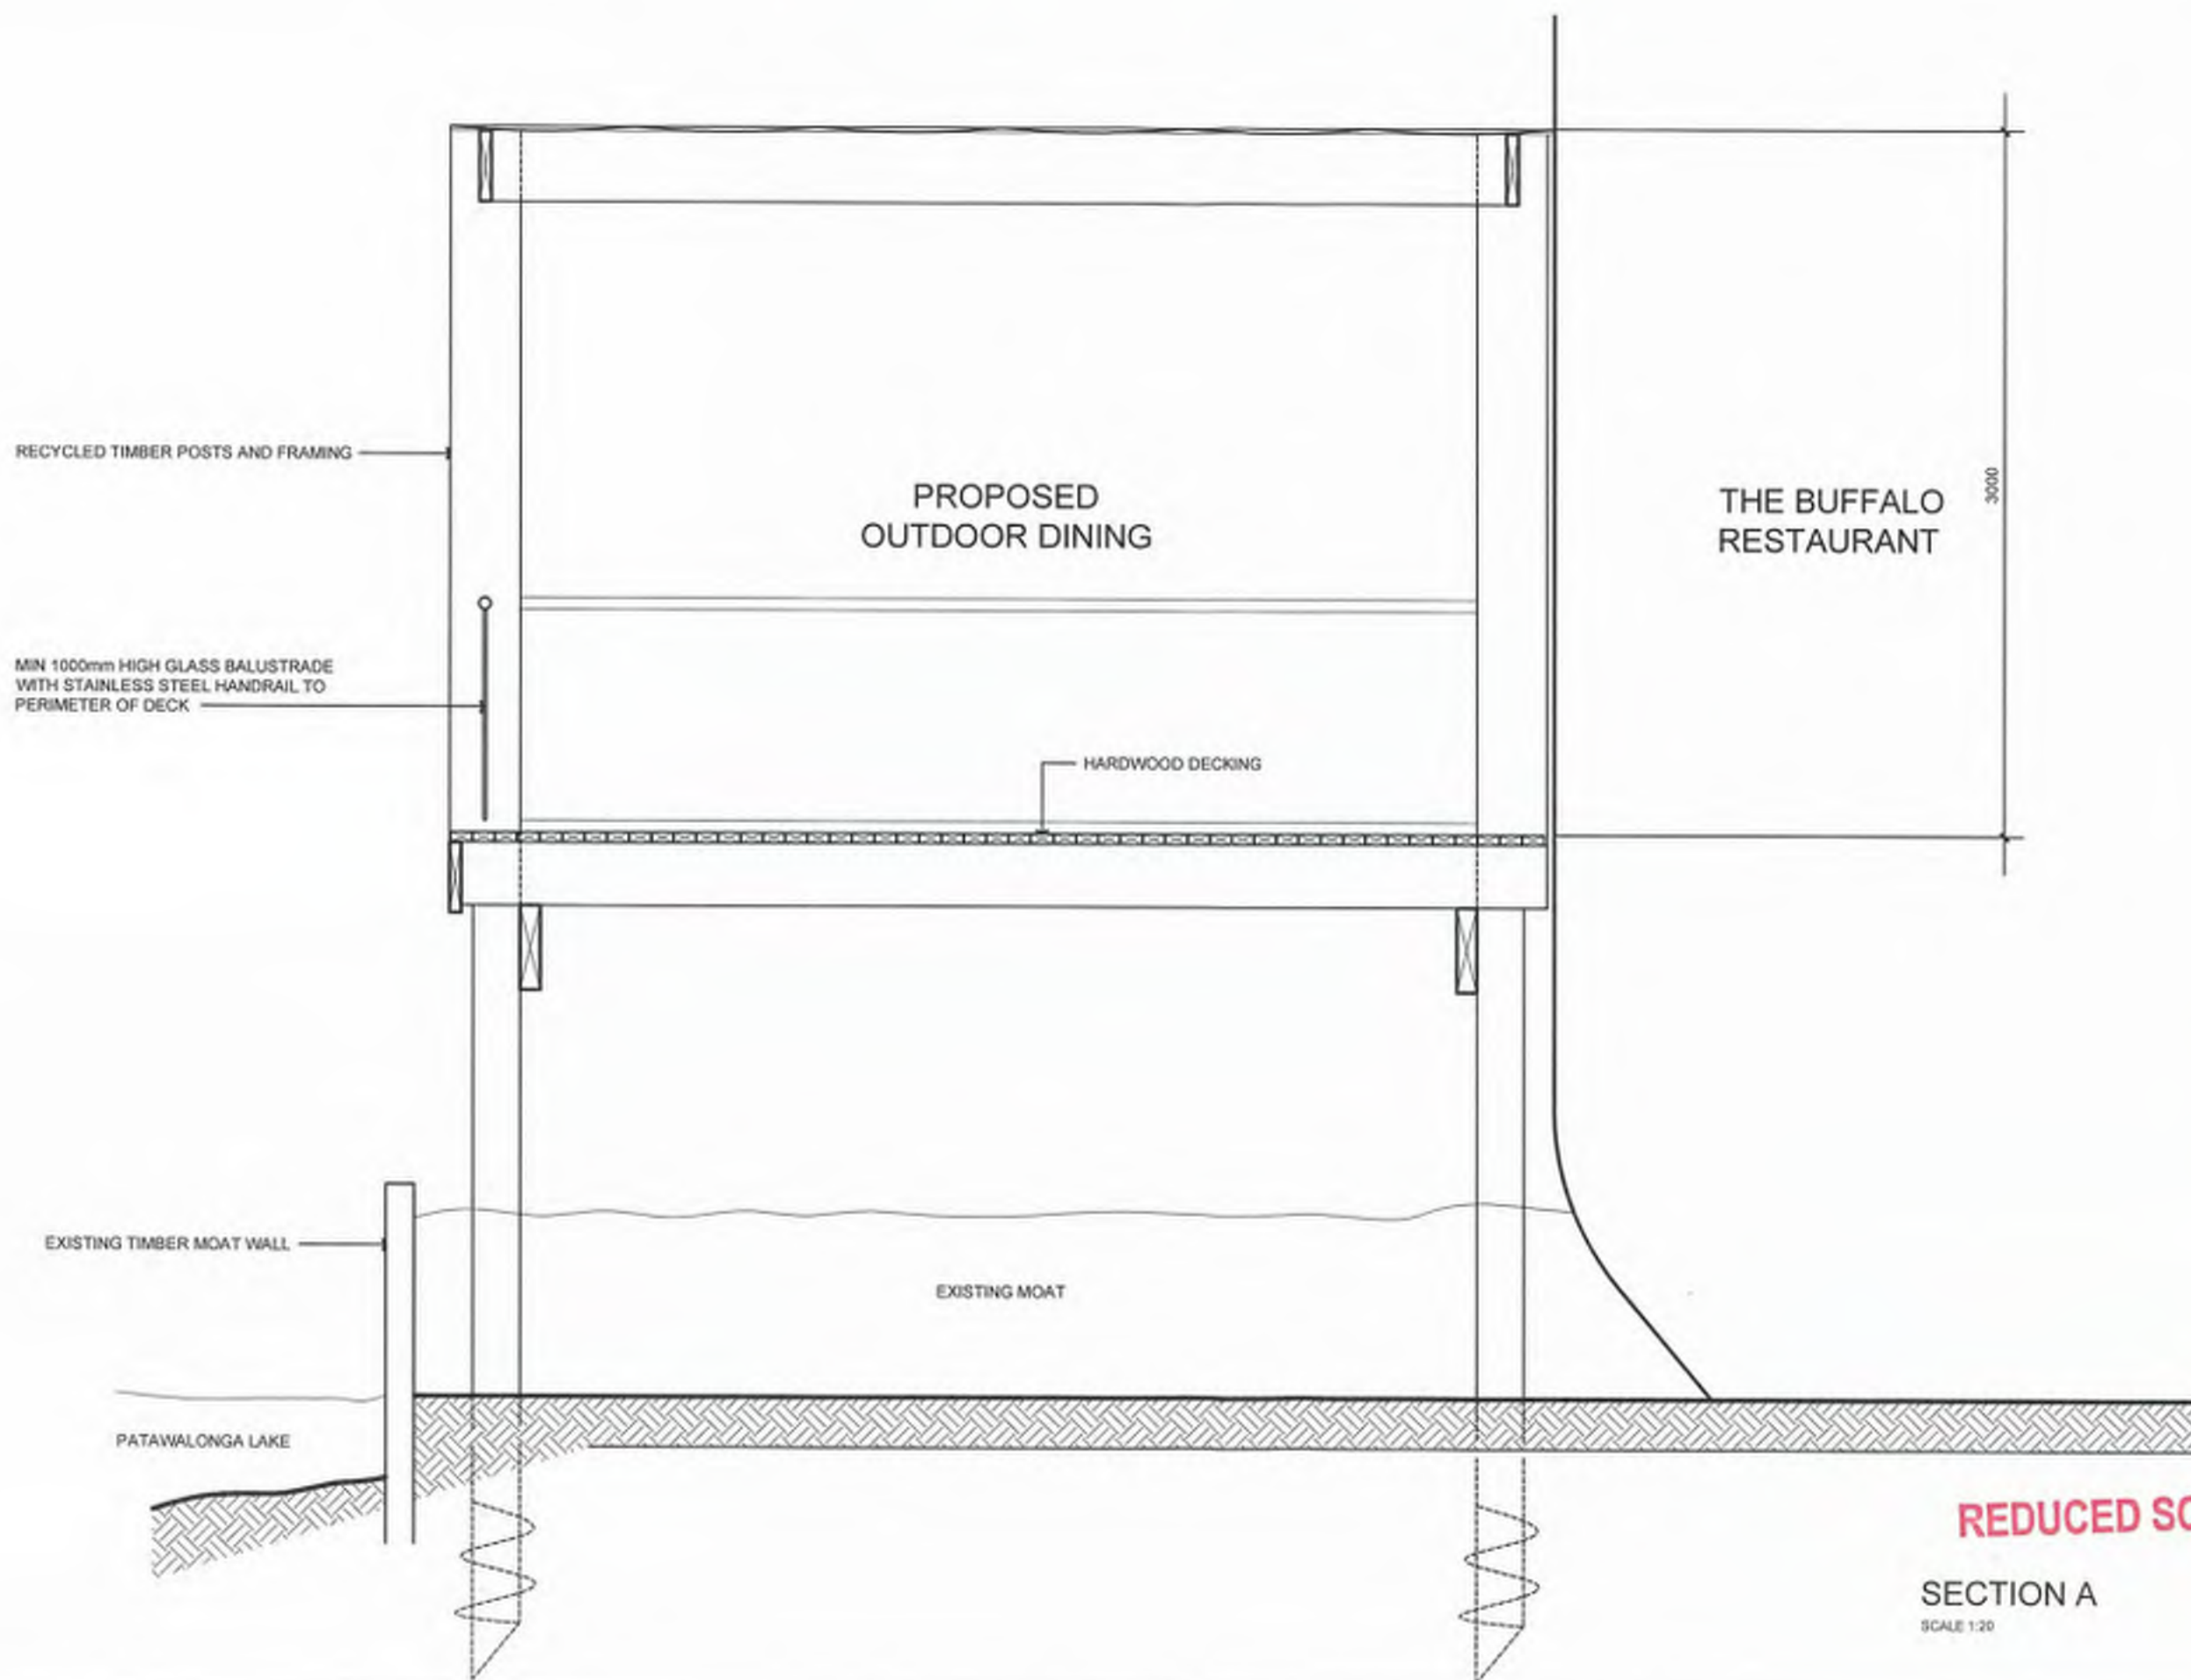 RECYCLED TIMBER POSTS AND FRAMING
PROPOSED
OUTDOOR DINING
THE BUFFALO
RESTAURANT
3000
MIN 1000mm HIGH GLASS BALUSTRADE
WITH STAINLESS STEEL HANDRAIL TO
PERIMETER OF DECK
HARDWOOD DECKING
EXISTING TIMBER MOAT WALL
EXISTING MOAT
PATAWALONGA LAKE
REDUCED SC
SECTION A
SCALE 1:20